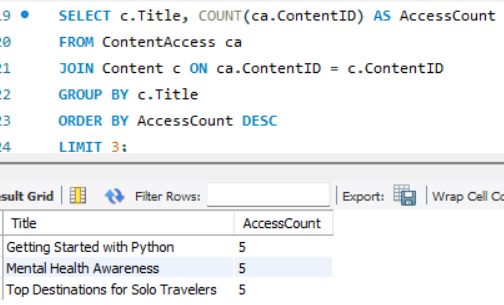 19 SELECT c.Title, COUNT(ca.ContentID) AS AccessCount
20 FROM ContentAccess ca
21 JOIN Content c ON ca.ContentID = c.ContentID
22 GROUP BY c.Title
23 ORDER BY AccessCount DESC
24 LIMIT 3;
sult Grid Filter Rows: Export: Wrap Cell Co
Title AccessCount
Getting Started with Python 5
Mental Health Awareness 5
Top Destinations for Solo Travelers 5